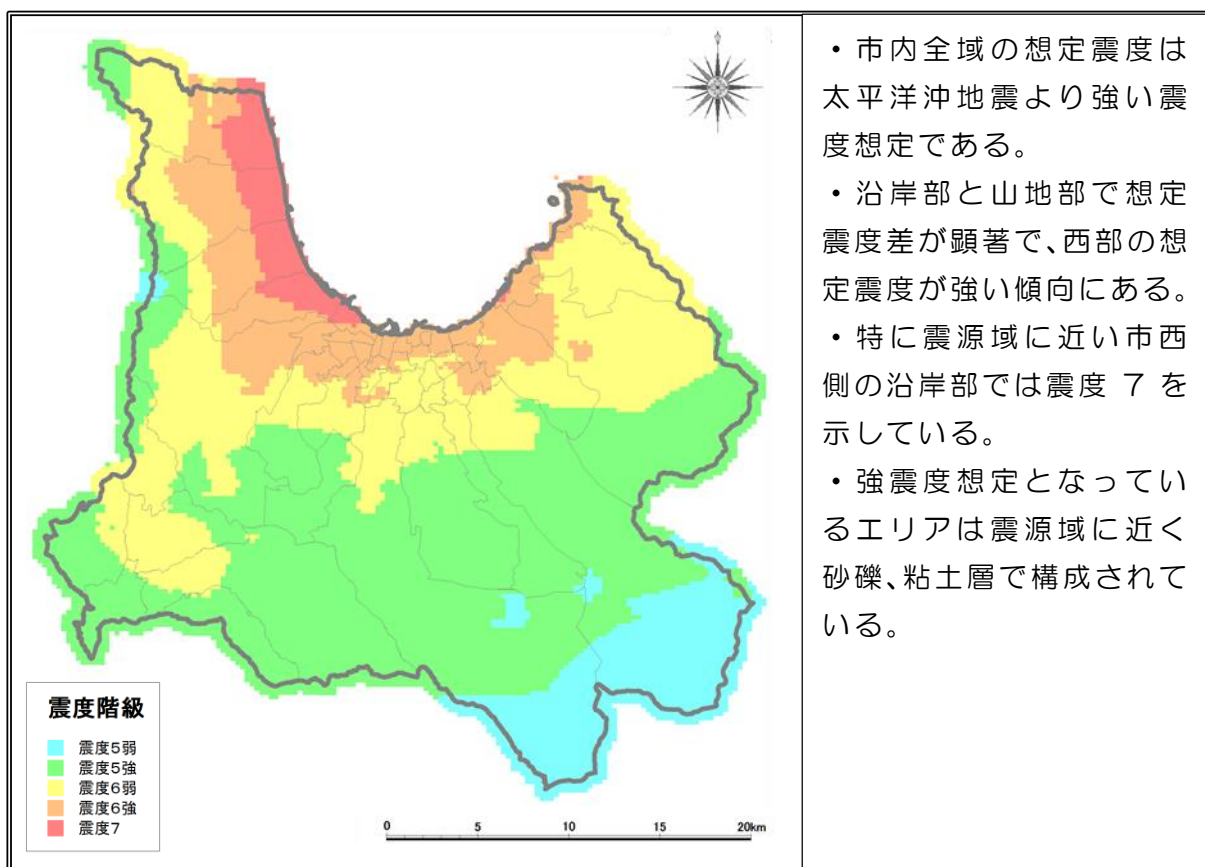 ・市内全域の想定震度は
太平洋沖地震より強い震
度想定である。
・沿岸部と山地部で想定
震度差が顕著で、西部の想
定震度が強い傾向にある。
・特に震源域に近い市西
側の沿岸部では震度 7 を
示している。
・強震度想定となってい
るエリアは震源域に近く
砂礫、粘土層で構成されて
いる。
震度階級
震度5弱
震度5強
震度6弱
震度6強
震度7
0 5 10 15 20km